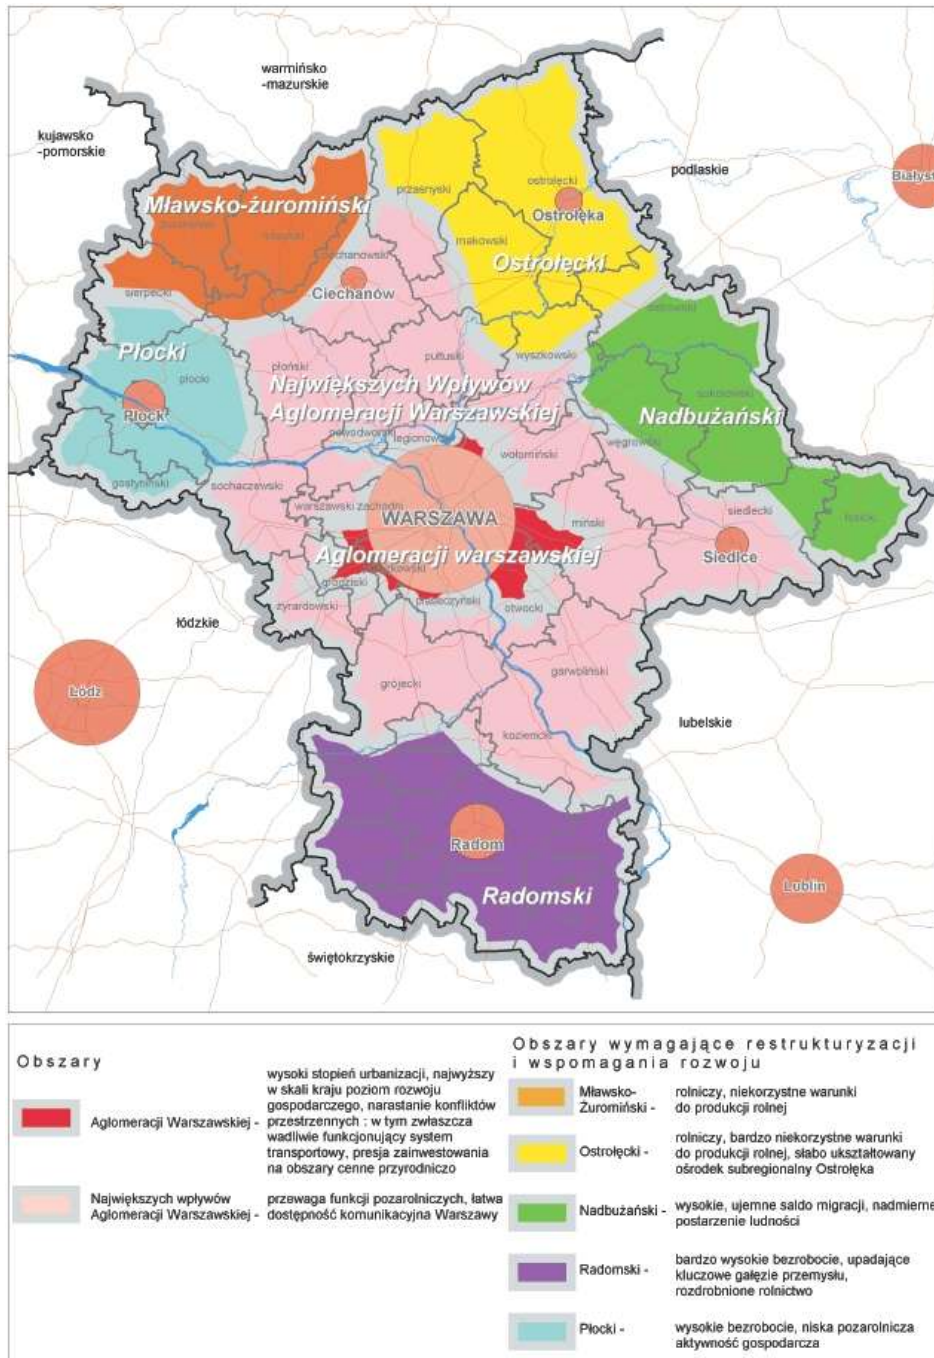 warmińsko
-mazurskie
kujawsko
-pomorskie
podlaskie
Białyst
Mławsko-żuromiński
przasnyski
ostrołęcki
Ostrołęka
makowski
Ostrołęcki
ciechanowski
Ciechanów
sierpecki
Płocki
płocki
Płock
gostyniński
płoński
pułtuski
wyszkowski
Największych Wpływów
Aglomeracji Warszawskiej
sokołowski
Nadbużański
nowodworski
legionowski
wołomiński
węgrowski
sochaczewski
warszawski zachodni
WARSZAWA
miński
siedlecki
łosicki
Aglomeracji warszawskiej
Siedlce
grodziski
piaseczyński
otwocki
żyrardowski
łódzkie
Łódź
grójecki
garwoliński
lubelskie
kozienicki
Radom
Lublin
Radomski
świętokrzyskie
Obszary
Aglomeracji Warszawskiej -
wysoki stopień urbanizacji, najwyższy
w skali kraju poziom rozwoju
gospodarczego, narastanie konfliktów
przestrzennych ; w tym zwłaszcza
wadliwie funkcjonujący system
transportowy, presja zainwestowania
na obszary cenne przyrodniczo
Największych wpływów
Aglomeracji Warszawskiej -
przewaga funkcji pozarolniczych, łatwa
dostępność komunikacyjna Warszawy
Obszary wymagające restrukturyzacji
i wspomagania rozwoju
Mławsko-
Żuromiński -
rolniczy, niekorzystne warunki
do produkcji rolnej
Ostrołęcki -
rolniczy, bardzo niekorzystne warunki
do produkcji rolnej, słabo ukształtowany
ośrodek subregionalny Ostrołęka
Nadbużański -
wysokie, ujemne saldo migracji, nadmierne
postarzenie ludności
Radomski -
bardzo wysokie bezrobocie, upadające
kluczowe gałęzie przemysłu,
rozdrobnione rolnictwo
Płocki -
wysokie bezrobocie, niska pozarolnicza
aktywność gospodarcza